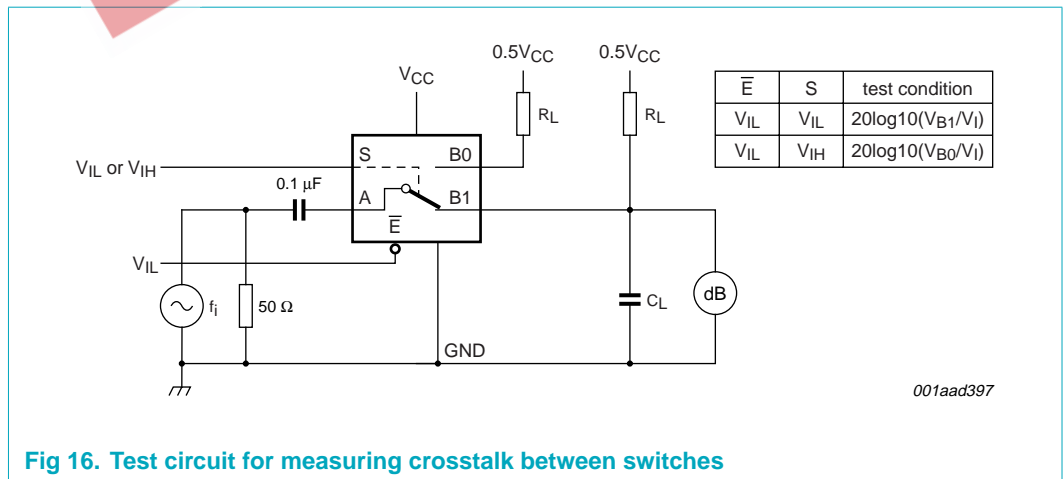 0.5VCC
0.5VCC
VCC
RL
RL
E̅ S test condition
VIL VIL 20log10(VB1/VI)
VIL VIH 20log10(VB0/VI)
VIL or VIH
S
B0
0.1 μF
A
B1
E̅
VIL
fi
50 Ω
CL
dB
GND
001aad397
Fig 16. Test circuit for measuring crosstalk between switches